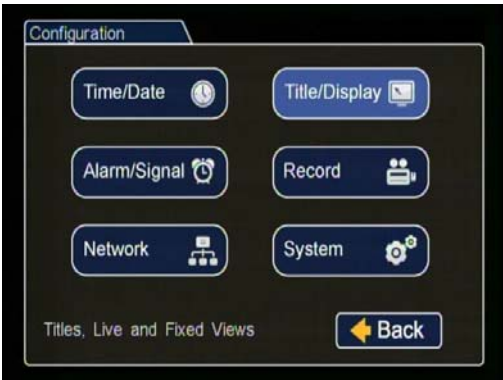 Configuration
Time/Date
Title/Display
Alarm/Signal
Record
Network
System
Titles, Live and Fixed Views
Back